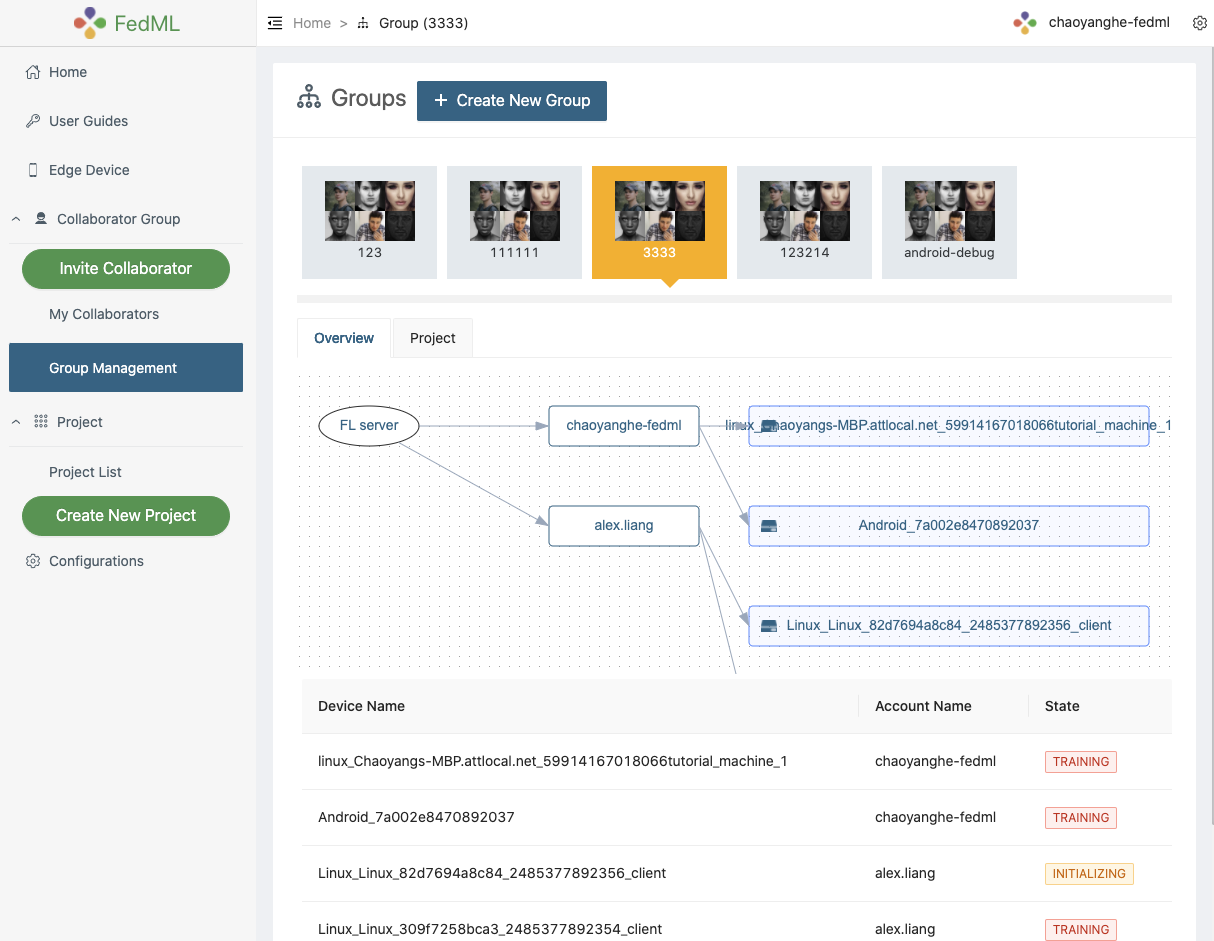 FedML
Home > Group (3333)
chaoyanghe-fedml
Home
User Guides
Edge Device
Collaborator Group
Invite Collaborator
My Collaborators
Group Management
Project
Project List
Create New Project
Configurations
Groups
+ Create New Group
123
111111
3333
123214
android-debug
Overview
Project
FL server
chaoyanghe-fedml
linux_Chaoyangs-MBP.attlocal.net_59914167018066tutorial_machine_1
alex.liang
Android_7a002e8470892037
Linux_Linux_82d7694a8c84_2485377892356_client
Device Name Account Name State
linux_Chaoyangs-MBP.attlocal.net_59914167018066tutorial_machine_1 chaoyanghe-fedml TRAINING
Android_7a002e8470892037 chaoyanghe-fedml TRAINING
Linux_Linux_82d7694a8c84_2485377892356_client alex.liang INITIALIZING
Linux_Linux_309f7258bca3_2485377892354_client alex.liang TRAINING